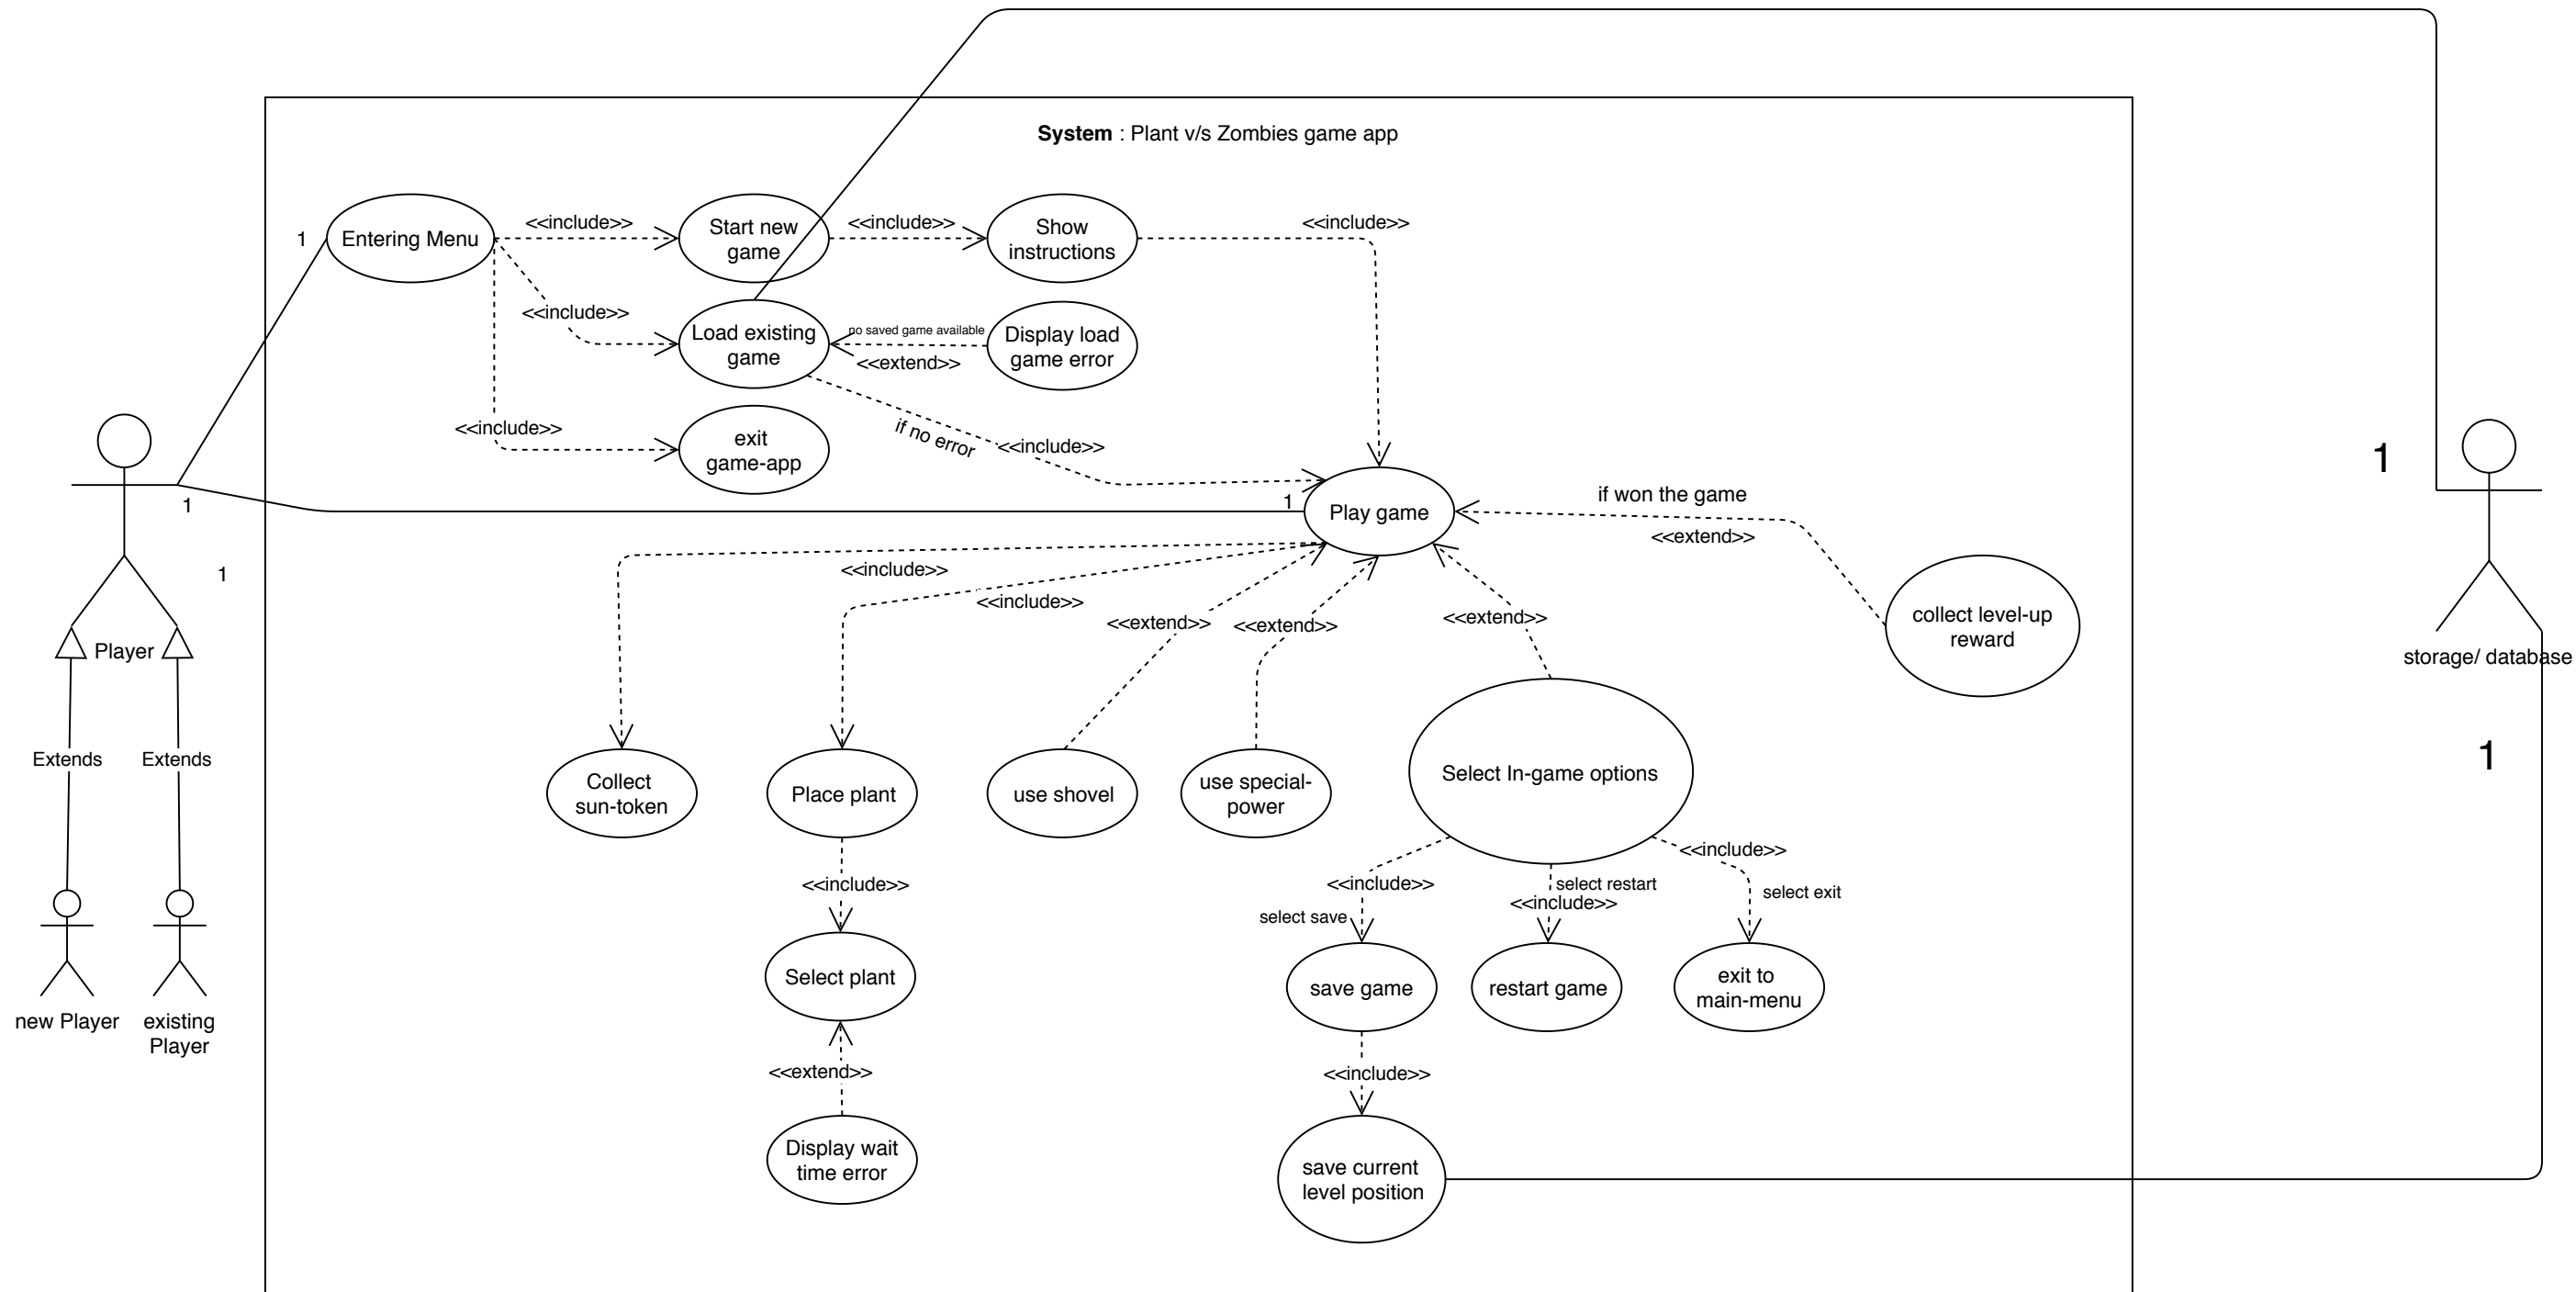 System : Plant v/s Zombies game app
1
Entering Menu
<<include>>
Start new
game
<<include>>
Show
instructions
<<include>>
<<include>>
Load existing
game
no saved game available
<<extend>>
Display load
game error
<<include>>
exit
game-app
if no error
<<include>>
1
1
Play game
if won the game
<<extend>>
1
1
Player
<<include>>
<<include>>
<<extend>>
<<extend>>
<<extend>>
collect level-up
reward
storage/ database
1
Extends
Extends
Collect
sun-token
Place plant
use shovel
use special-
power
Select In-game options
<<include>>
<<include>>
select save
select restart
<<include>>
<<include>>
select exit
new Player
existing
Player
Select plant
save game
restart game
exit to
main-menu
<<extend>>
<<include>>
Display wait
time error
save current
level position